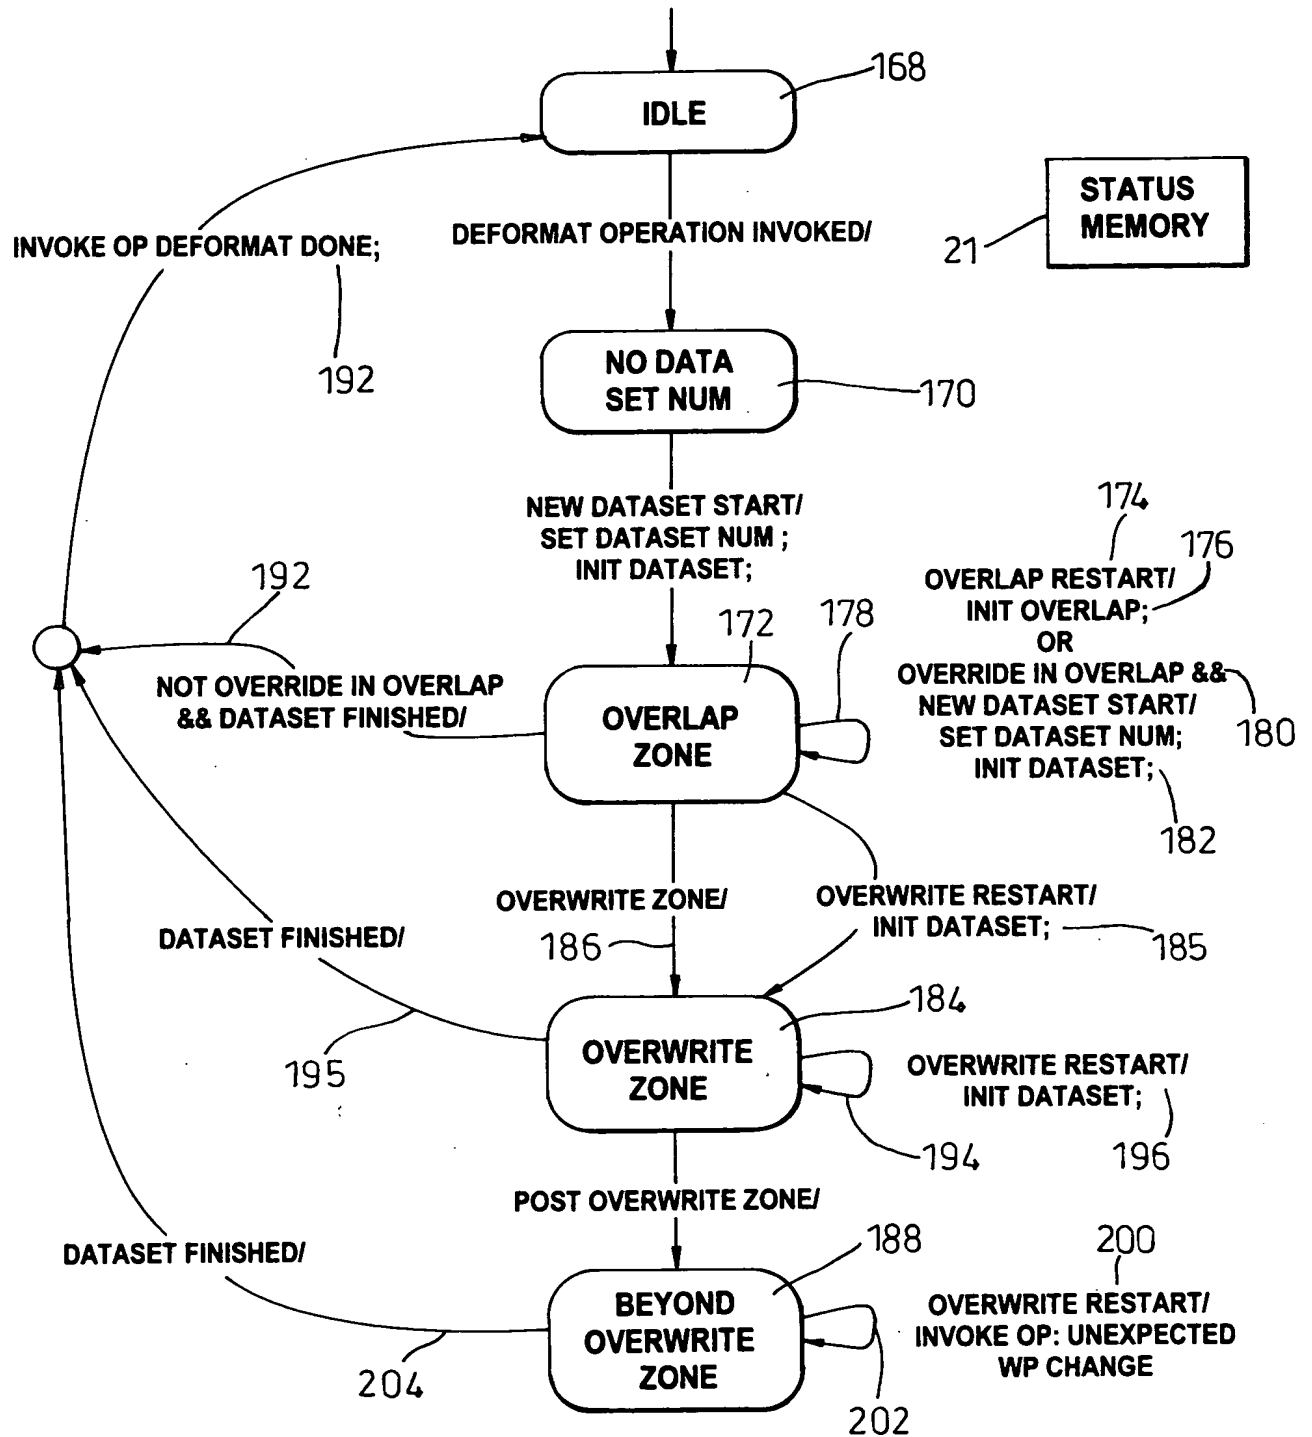 168
IDLE
STATUS
MEMORY
21
DEFORMAT OPERATION INVOKED/
INVOKE OP DEFORMAT DONE;
192
NO DATA
SET NUM
170
NEW DATASET START/
SET DATASET NUM ;
INIT DATASET;
174
176
OVERLAP RESTART/
INIT OVERLAP;
OR
OVERRIDE IN OVERLAP &&
NEW DATASET START/
SET DATASET NUM;
INIT DATASET;
180
182
192
172
178
NOT OVERRIDE IN OVERLAP
&& DATASET FINISHED/
OVERLAP
ZONE
OVERWRITE ZONE/
186
OVERWRITE RESTART/
INIT DATASET;
185
DATASET FINISHED/
195
184
OVERWRITE
ZONE
OVERWRITE RESTART/
INIT DATASET;
194
196
POST OVERWRITE ZONE/
DATASET FINISHED/
204
188
BEYOND
OVERWRITE
ZONE
200
OVERWRITE RESTART/
INVOKE OP: UNEXPECTED
WP CHANGE
202